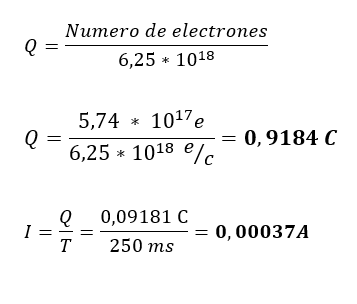 Q = Numero de electrones / 6,25 * 10^18
Q = 5,74 * 10^17 e / 6,25 * 10^18 e/c = 0,9184 C
I = Q/T = 0,09181 C / 250 ms = 0,00037A